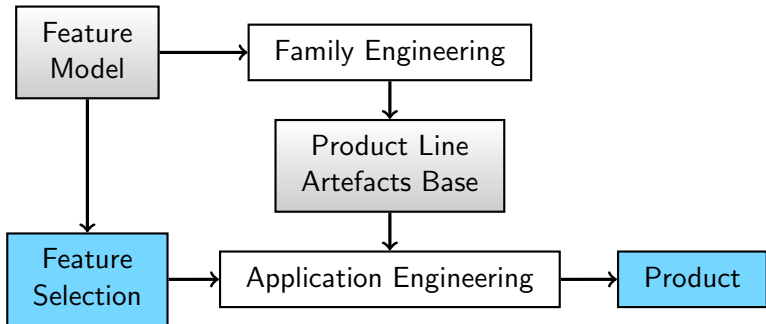 Feature
Model
Family Engineering
Product Line
Artefacts Base
Feature
Selection
Application Engineering
Product